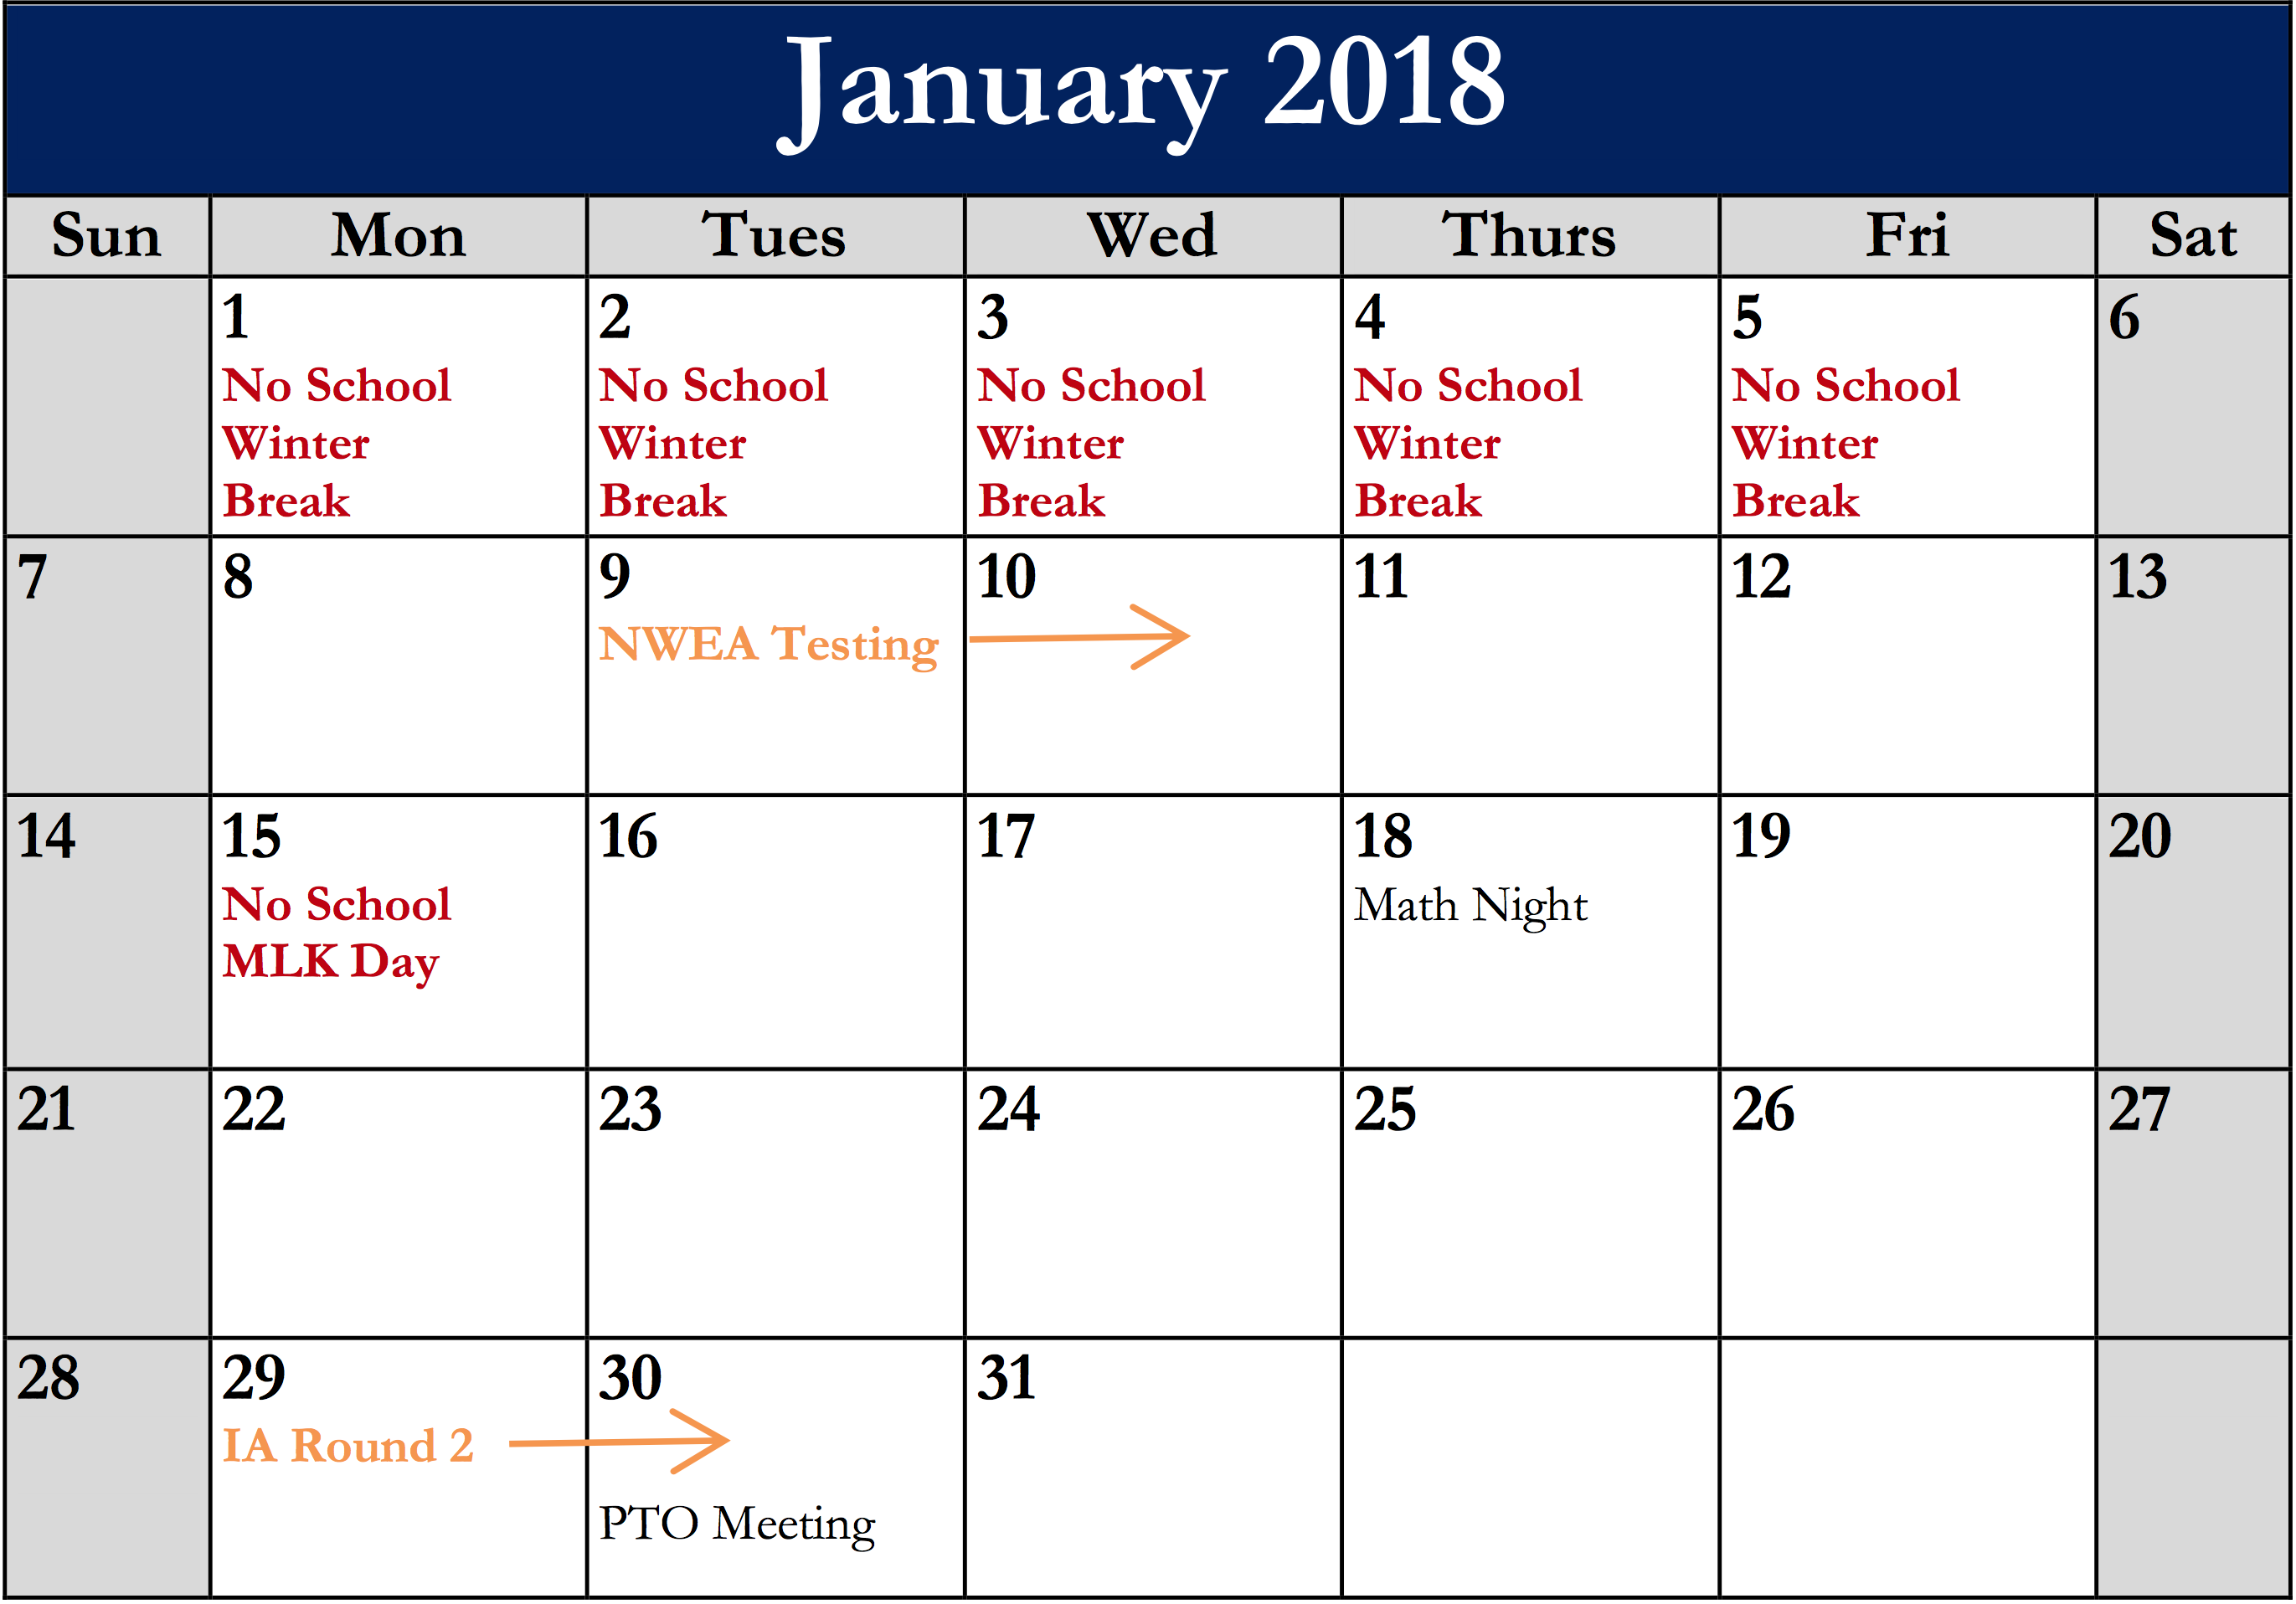 January 2018
Sun Mon Tues Wed Thurs Fri Sat
1 2 3 4 5 6
No School No School No School No School No School
Winter Winter Winter Winter Winter
Break Break Break Break Break
7 8 9 10 11 12 13
NWEA Testing
14 15 16 17 18 19 20
No School Math Night
MLK Day
21 22 23 24 25 26 27
28 29 30 31
IA Round 2
PTO Meeting